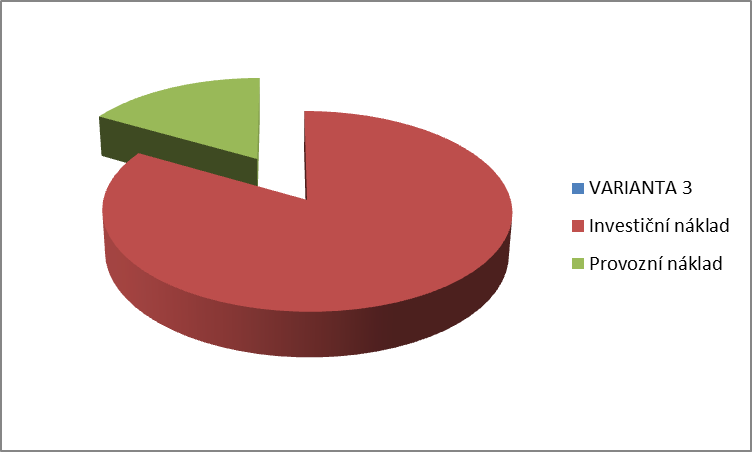 VARIANTA 3
Investiční náklad
Provozní náklad